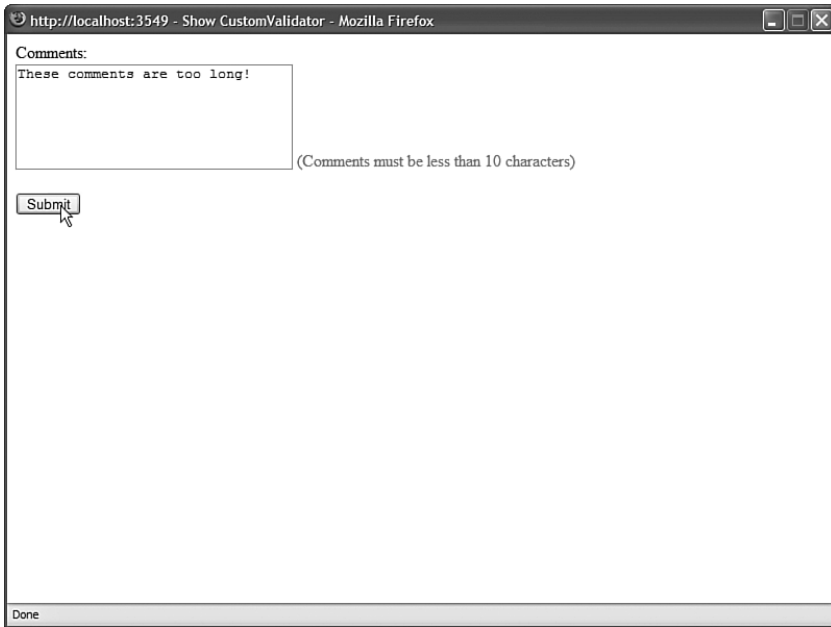 http://localhost:3549 - Show CustomValidator - Mozilla Firefox
Comments:
These comments are too long!
(Comments must be less than 10 characters)
Submit
Done